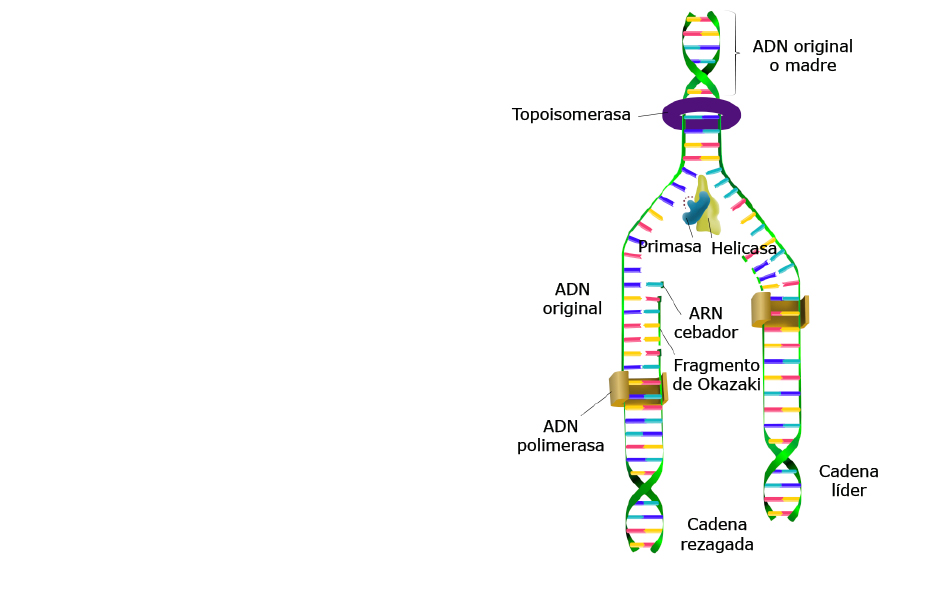 ADN original
o madre
Topoisomerasa
Primasa
Helicasa
ADN
original
ARN
cebador
Fragmento
de Okazaki
ADN
polimerasa
Cadena
líder
Cadena
rezagada